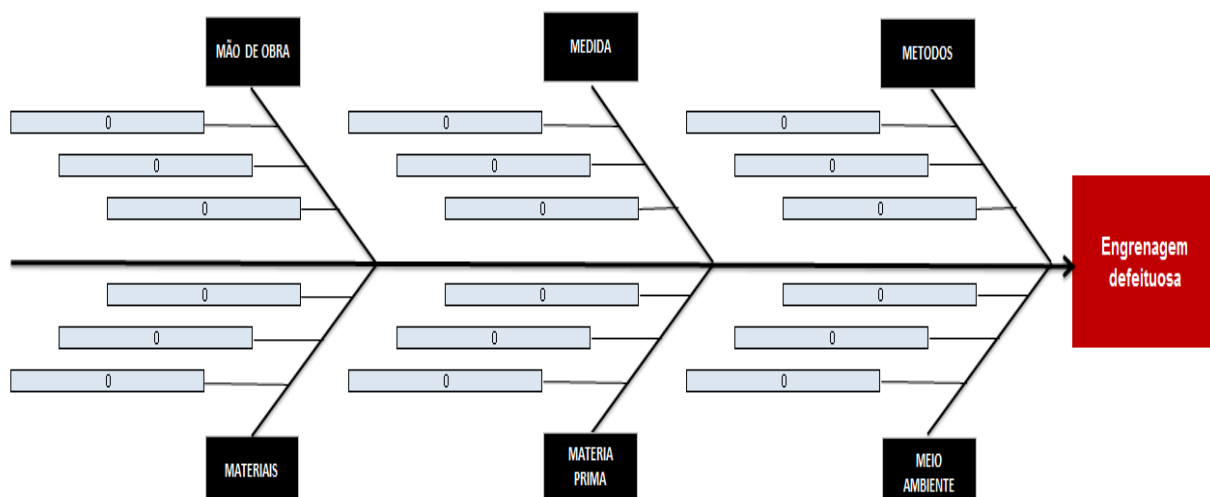 MÃO DE OBRA
MEDIDA
METODOS
0
0
0
0
0
0
0
0
0
Engrenagem
defeituosa
0
0
0
0
0
0
0
0
0
MATERIAIS
MATERIA
PRIMA
MEIO
AMBIENTE